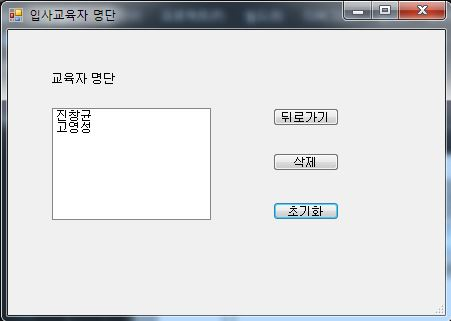 입사교육자 명단
교육자 명단
진창균
고영성
뒤로가기
삭제
초기화